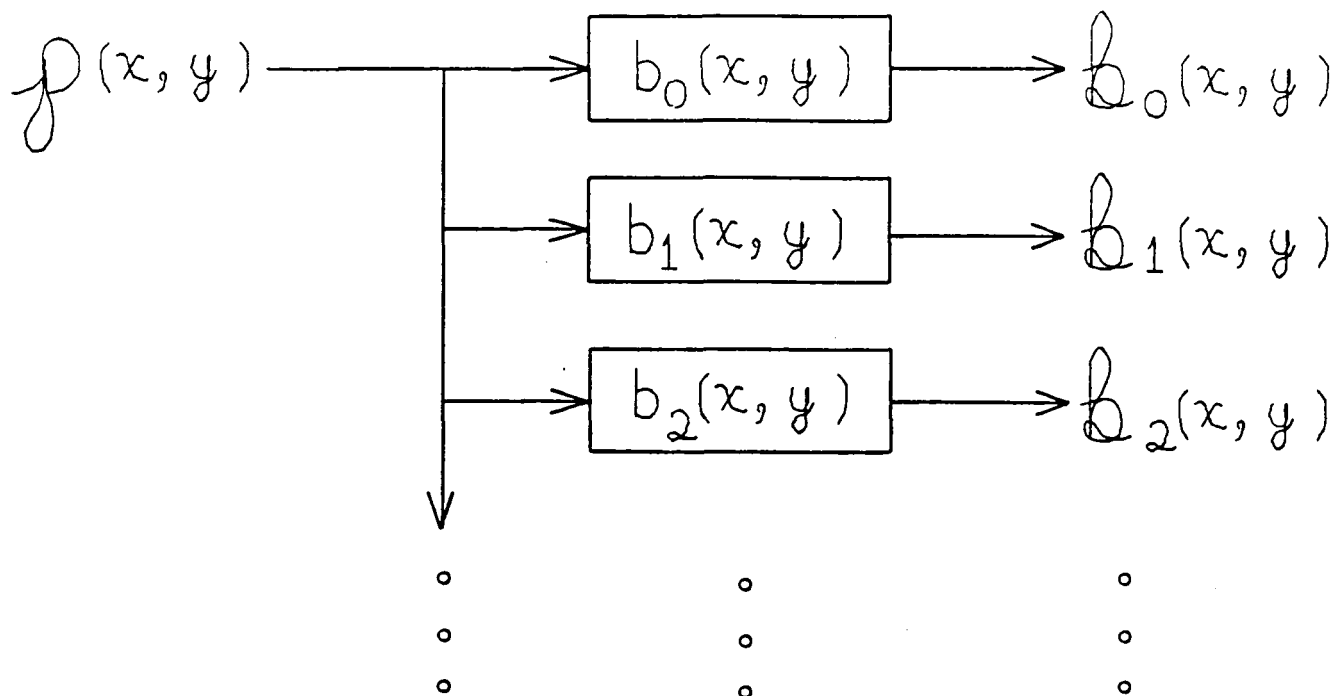 𝓅(x, y) b₀(x, y) 𝒷₀(x, y)
b₁(x, y) 𝒷₁(x, y)
b₂(x, y) 𝒷₂(x, y)